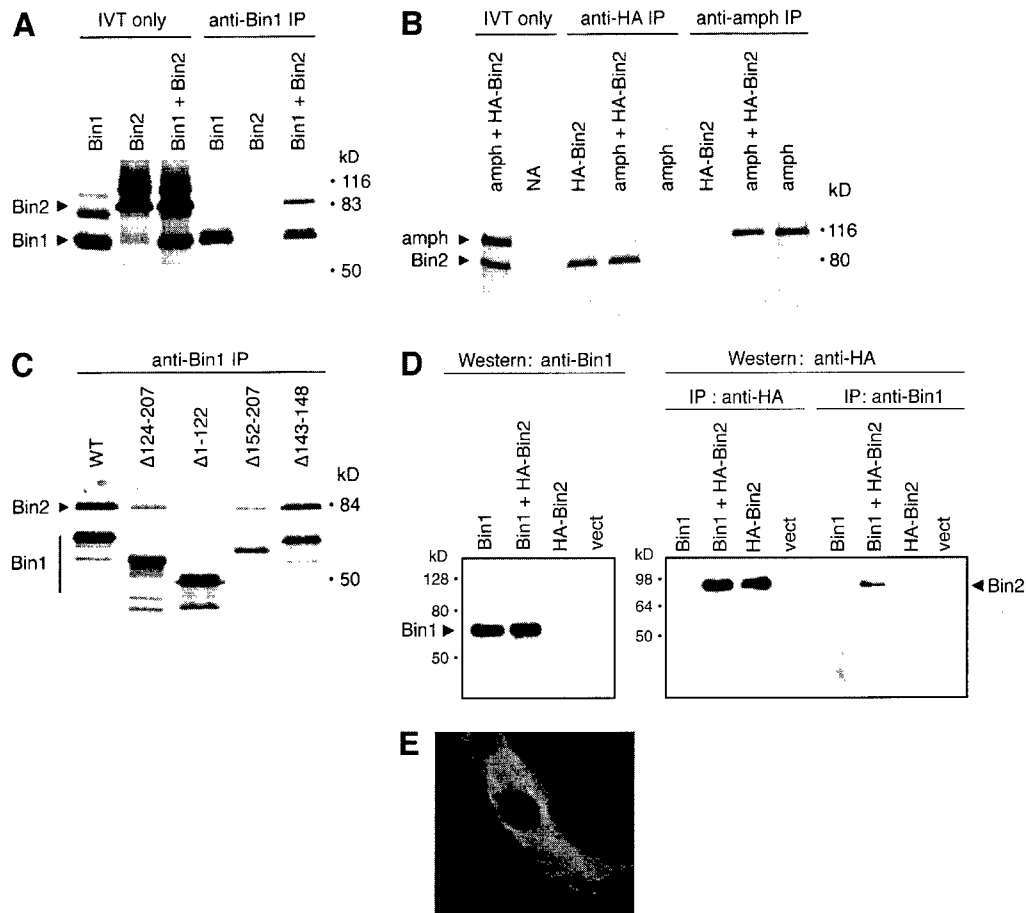 A
IVT only
anti-Bin1 IP
Bin1
Bin2
Bin1 + Bin2
Bin1
Bin2
Bin1 + Bin2
kD
116
83
50
Bin2
Bin1
B
IVT only
anti-HA IP
anti-amph IP
amph + HA-Bin2
NA
HA-Bin2
amph + HA-Bin2
amph
HA-Bin2
amph + HA-Bin2
amph
kD
116
80
amph
Bin2
C
anti-Bin1 IP
WT
Δ124-207
Δ1-122
Δ152-207
Δ143-148
kD
84
50
Bin2
Bin1
D
Western: anti-Bin1
Bin1
Bin1 + HA-Bin2
HA-Bin2
vect
kD
128
80
Bin1
50
Western: anti-HA
IP : anti-HA
IP: anti-Bin1
Bin1
Bin1 + HA-Bin2
HA-Bin2
vect
Bin1
Bin1 + HA-Bin2
HA-Bin2
vect
kD
98
64
50
Bin2
E